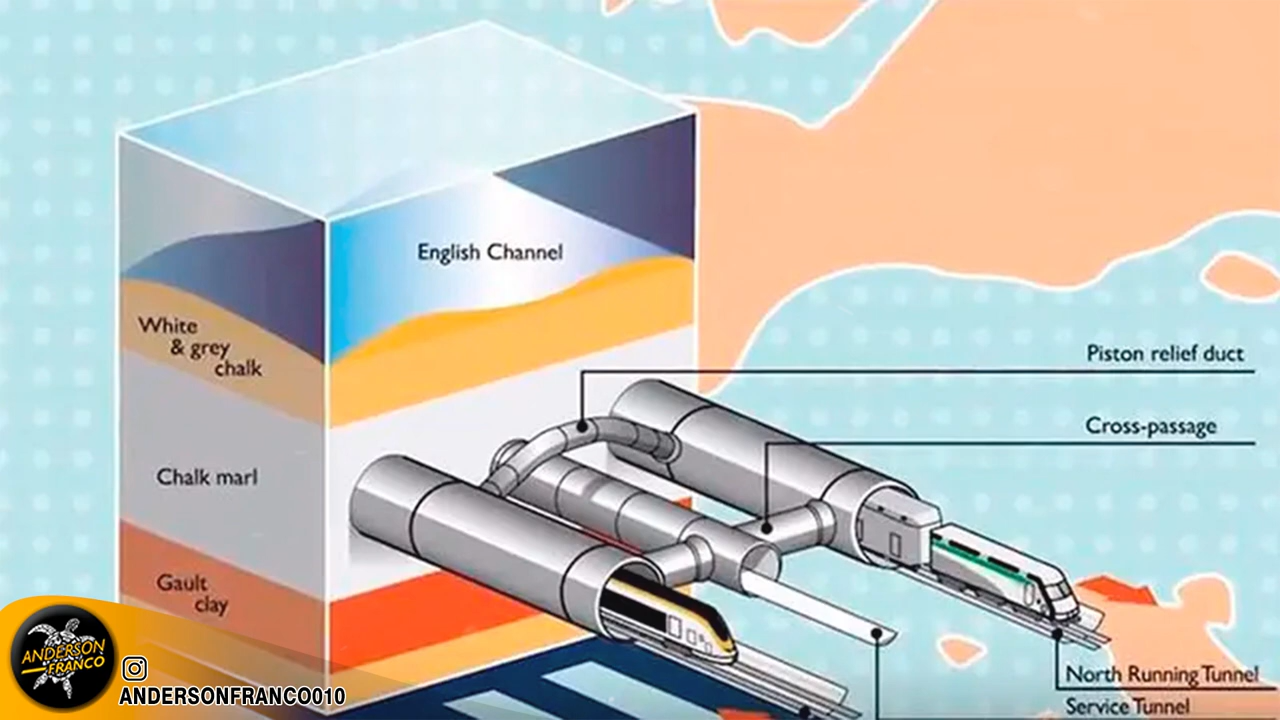 English Channel
White
& grey
chalk
Piston relief duct
Cross-passage
Chalk marl
Gault
clay
North Running Tunnel
Service Tunnel
ANDERSON
FRANCO
ANDERSONFRANCO010